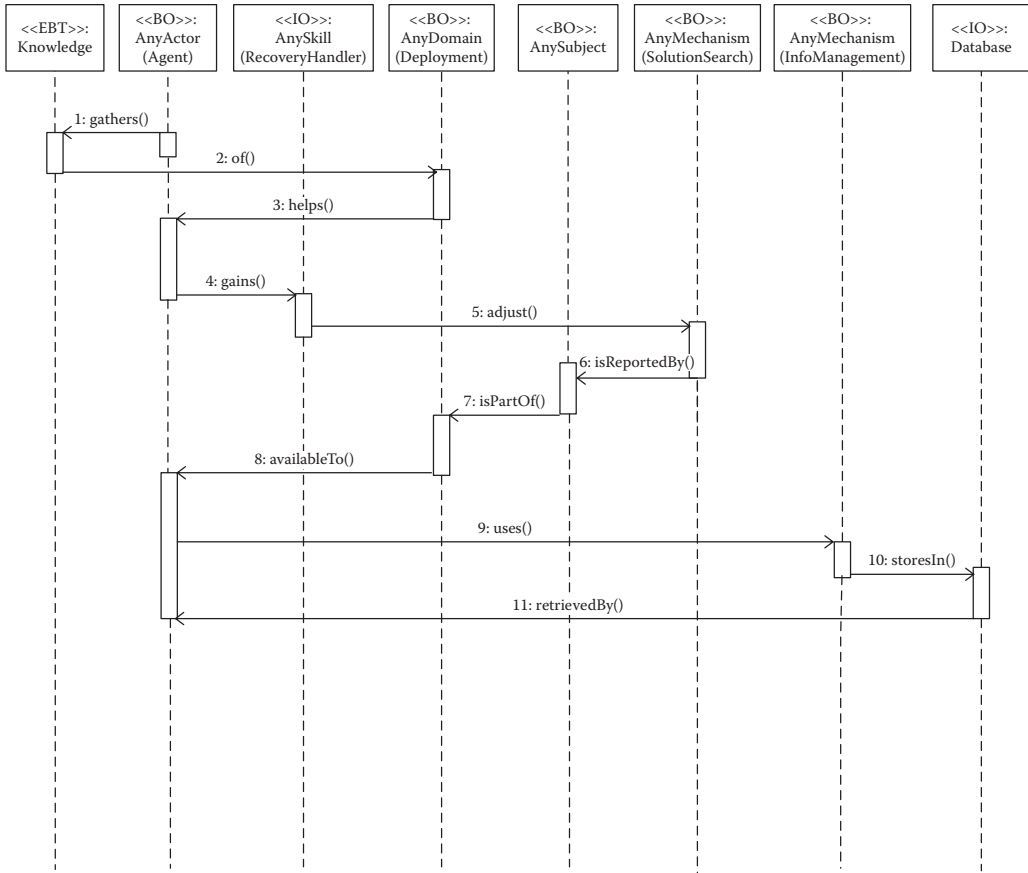 <<EBT>>:
Knowledge
<<BO>>:
AnyActor
(Agent)
<<IO>>:
AnySkill
(RecoveryHandler)
<<BO>>:
AnyDomain
(Deployment)
<<BO>>:
AnySubject
<<BO>>:
AnyMechanism
(SolutionSearch)
<<BO>>:
AnyMechanism
(InfoManagement)
<<IO>>:
Database
1: gathers()
2: of()
3: helps()
4: gains()
5: adjust()
6: isReportedBy()
7: isPartOf()
8: availableTo()
9: uses()
10: storesIn()
11: retrievedBy()